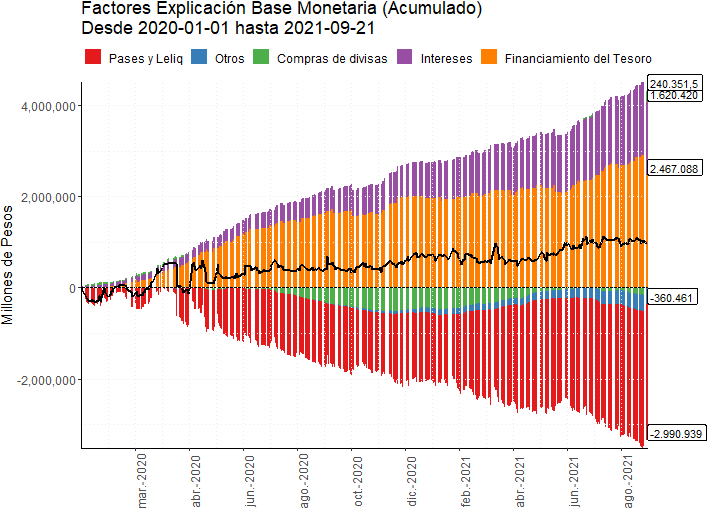 Factores Explicación Base Monetaria (Acumulado)
Desde 2020-01-01 hasta 2021-09-21
Pases y Leliq Otros Compras de divisas Intereses Financiamiento del Tesoro
Millones de Pesos
4,000,000
2,000,000
0
-2,000,000
240.351,5
1.620.420
2.467.088
-360.461
-2.990.939
mar.-2020
abr.-2020
jun.-2020
ago.-2020
oct.-2020
dic.-2020
feb.-2021
abr.-2021
jun.-2021
ago.-2021